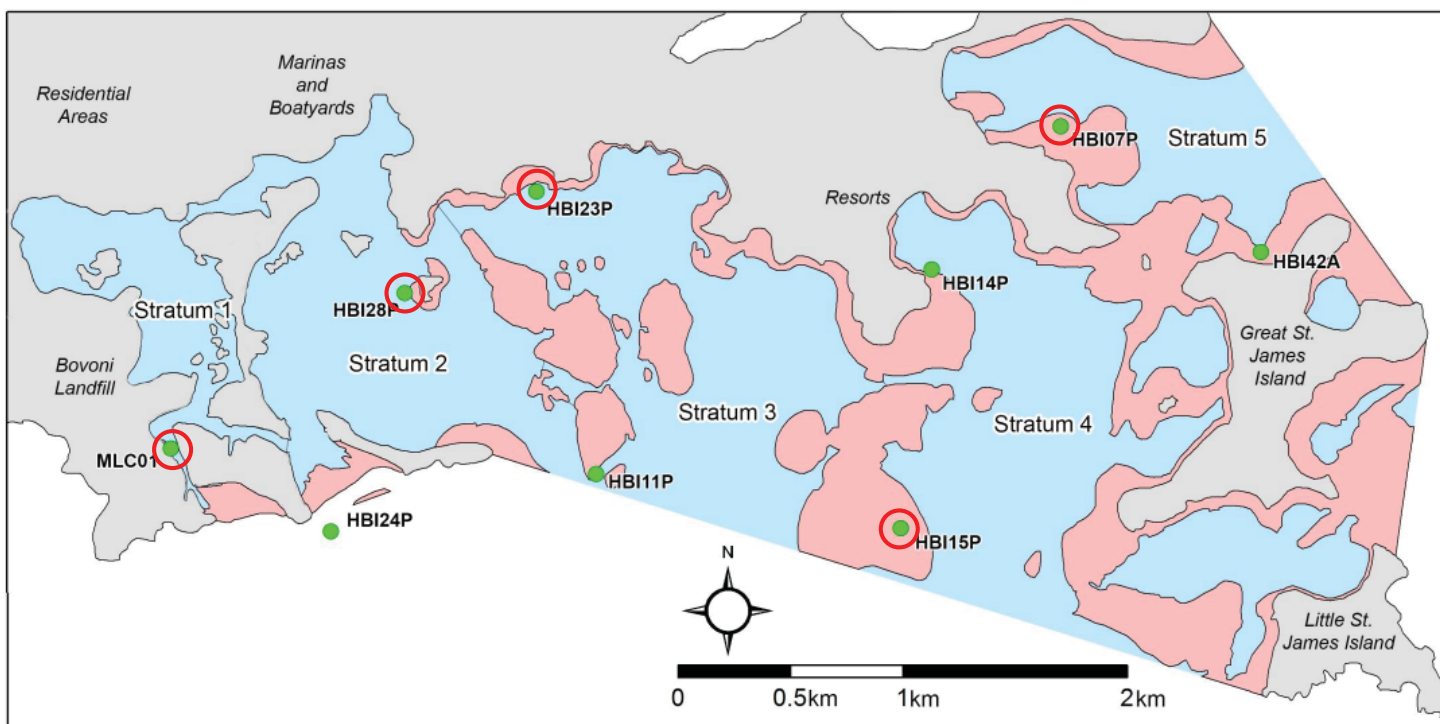 Marinas
and
Boatyards
Residential
Areas
Stratum 5
HBI07P
HBI23P
Resorts
HBI42A
HBI14P
HBI28P
Stratum 1
Stratum 2
Great St.
James
Island
Bovoni
Landfill
Stratum 3
Stratum 4
MLC01
HBI11P
HBI24P
HBI15P
N
Little St.
James Island
0
0.5km
1km
2km